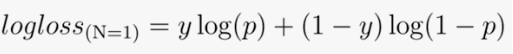 logloss(N=1) = y log(p) + (1 − y) log(1 − p)